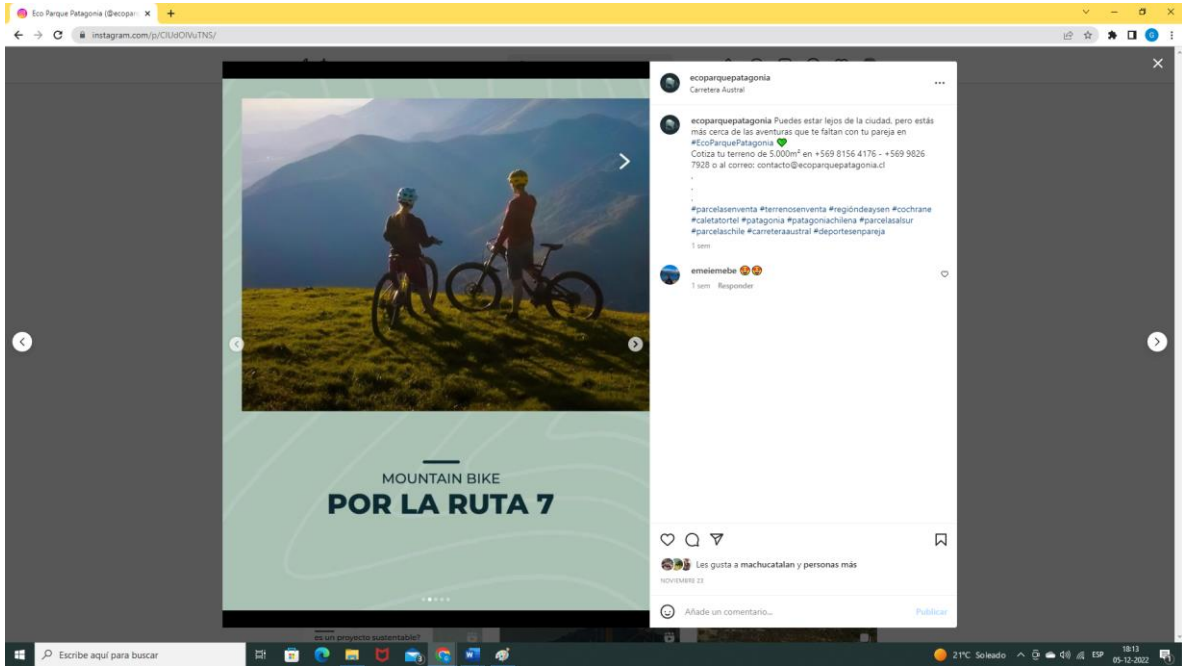 Eco Parque Patagonia (@ecopar
instagram.com/p/ClUdOlVuTNS/
MOUNTAIN BIKE
POR LA RUTA 7
ecoparquepatagonia
Carretera Austral
ecoparquepatagonia Puedes estar lejos de la ciudad, pero estás
más cerca de las aventuras que te faltan con tu pareja en
#EcoParquePatagonia 💚
Cotiza tu terreno de 5.000m² en +569 8156 4176 - +569 9826
7928 o al correo: contacto@ecoparquepatagonia.cl
.
.
.
#parcelasenventa #terrenosenventa #regióndeaysen #cochrane
#caletatortel #patagonia #patagoniachilena #parcelasalsur
#parcelaschile #carreteraaustral #deportesenpareja
1 sem
emeiemebe 🤩🤩
1 sem Responder
Les gusta a machucatalan y personas más
NOVIEMBRE 23
Añade un comentario... Publicar
es un proyecto sustentable?
Escribe aquí para buscar
21°C Soleado
ESP
18:13
05-12-2022